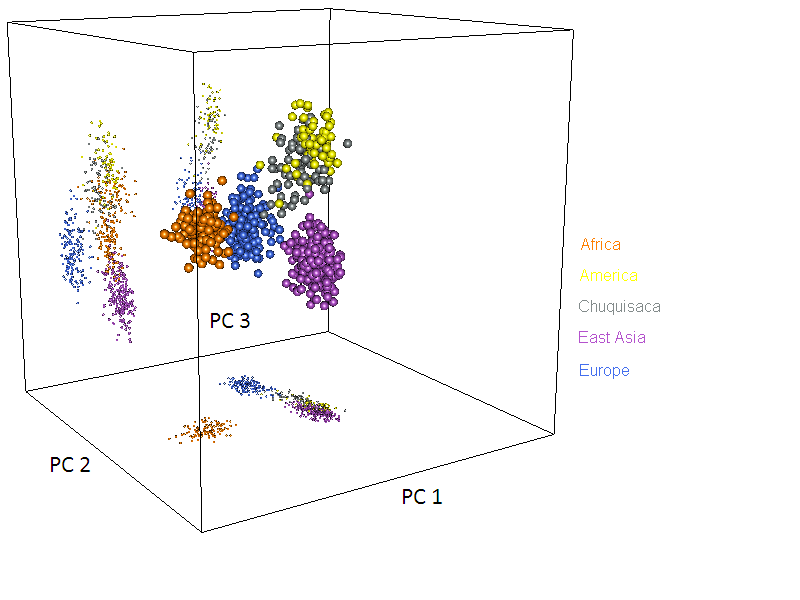 Africa
America
PC 3
Chuquisaca
East Asia
Europe
PC 2
PC 1